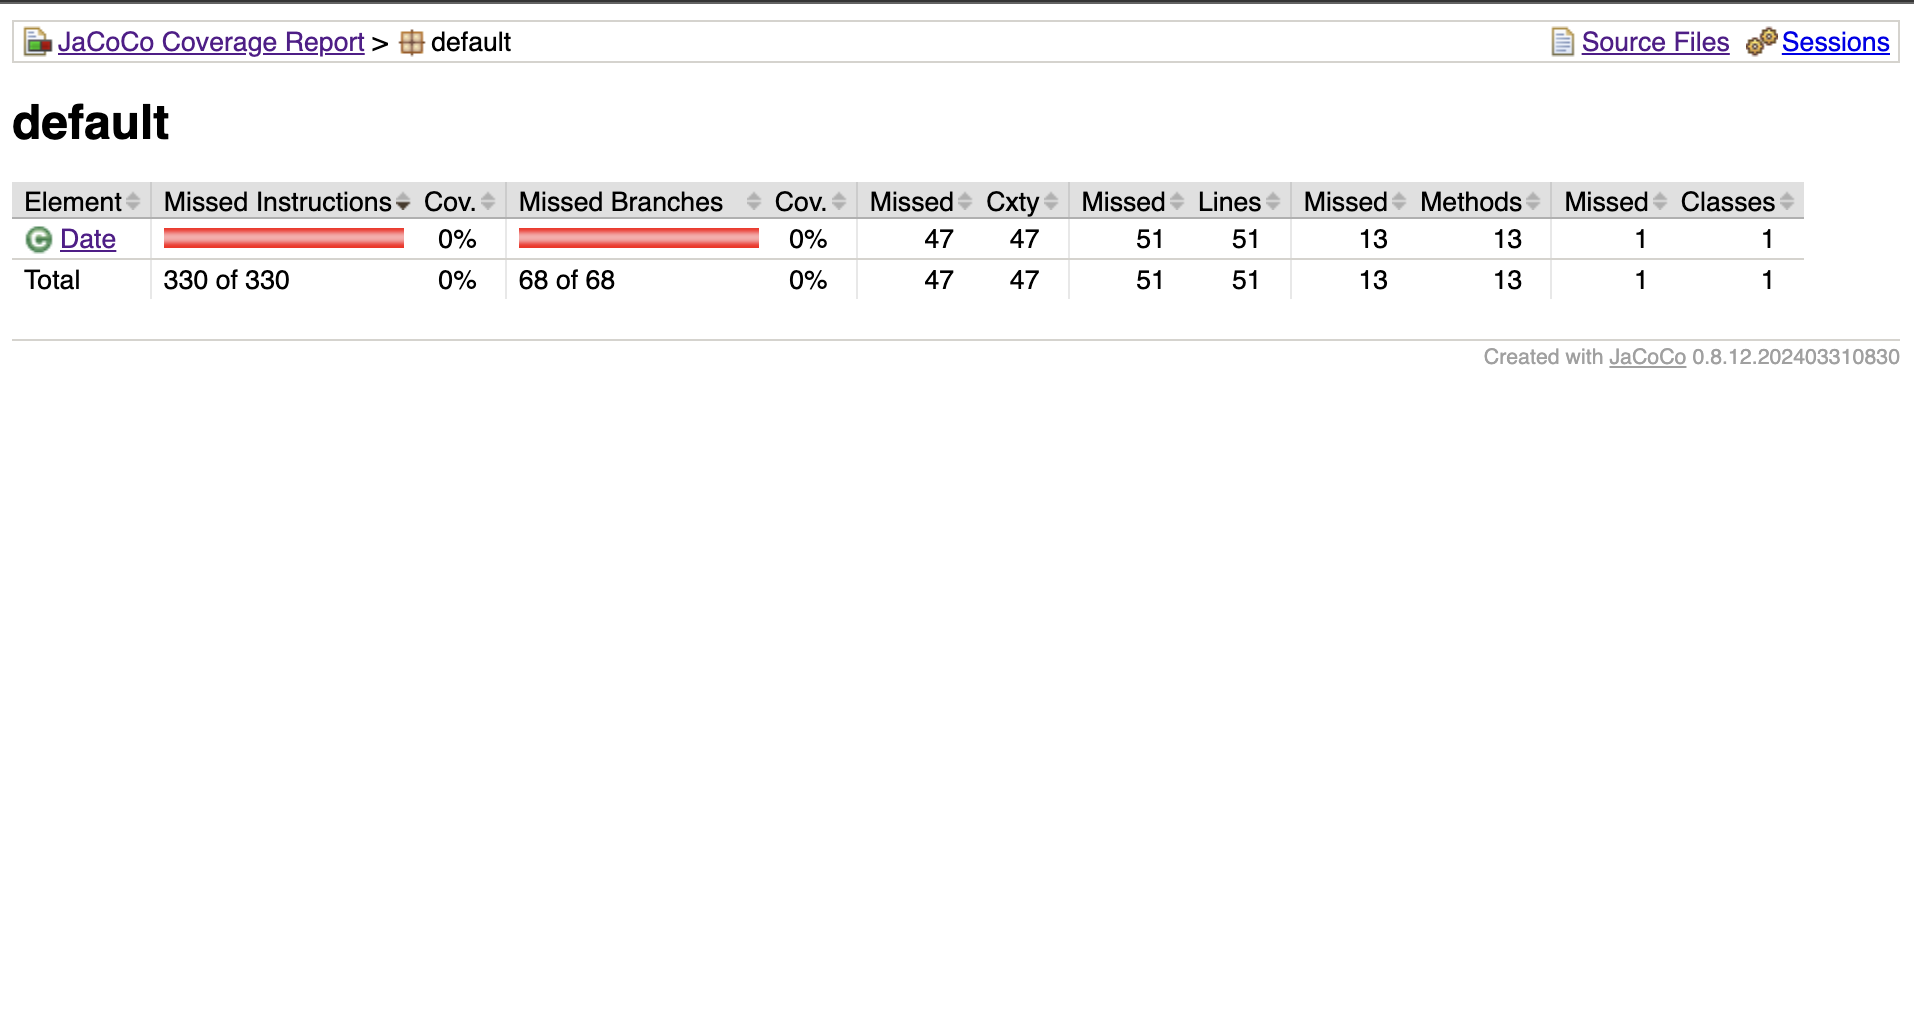 JaCoCo Coverage Report > default Source Files Sessions
default
Element Missed Instructions Cov. Missed Branches Cov. Missed Cxty Missed Lines Missed Methods Missed Classes
Date 0% 0% 47 47 51 51 13 13 1 1
Total 330 of 330 0% 68 of 68 0% 47 47 51 51 13 13 1 1
Created with JaCoCo 0.8.12.202403310830